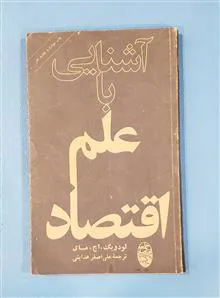 آشنایی
با
علم
اقتصاد
لودویک. اچ. مای
ترجمه علی اصغر هدایتی